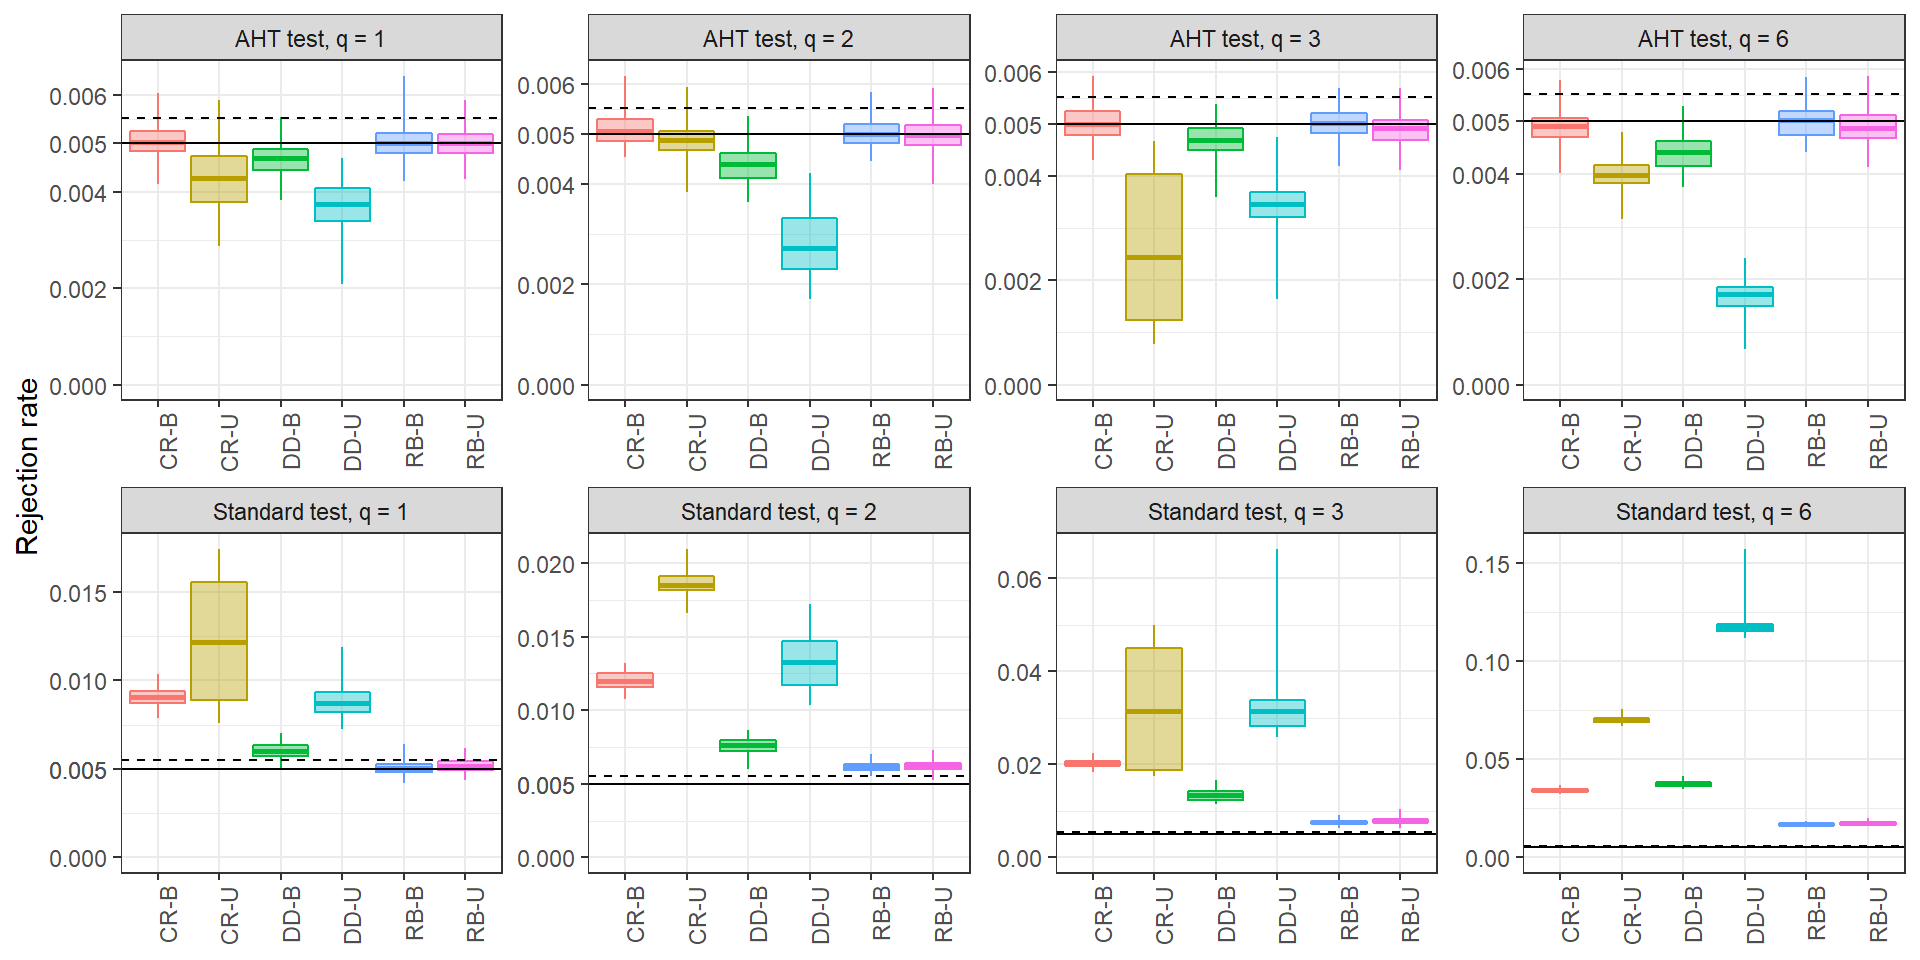 Rejection rate
AHT test, q = 1
0.006
0.005
0.004
0.002
0.000
CR-B CR-U DD-B DD-U RB-B RB-U
AHT test, q = 2
0.006
0.005
0.004
0.002
0.000
CR-B CR-U DD-B DD-U RB-B RB-U
AHT test, q = 3
0.006
0.005
0.004
0.002
0.000
CR-B CR-U DD-B DD-U RB-B RB-U
AHT test, q = 6
0.006
0.005
0.004
0.002
0.000
CR-B CR-U DD-B DD-U RB-B RB-U
Standard test, q = 1
0.015
0.010
0.005
0.000
CR-B CR-U DD-B DD-U RB-B RB-U
Standard test, q = 2
0.020
0.015
0.010
0.005
0.000
CR-B CR-U DD-B DD-U RB-B RB-U
Standard test, q = 3
0.06
0.04
0.02
0.00
CR-B CR-U DD-B DD-U RB-B RB-U
Standard test, q = 6
0.15
0.10
0.05
0.00
CR-B CR-U DD-B DD-U RB-B RB-U